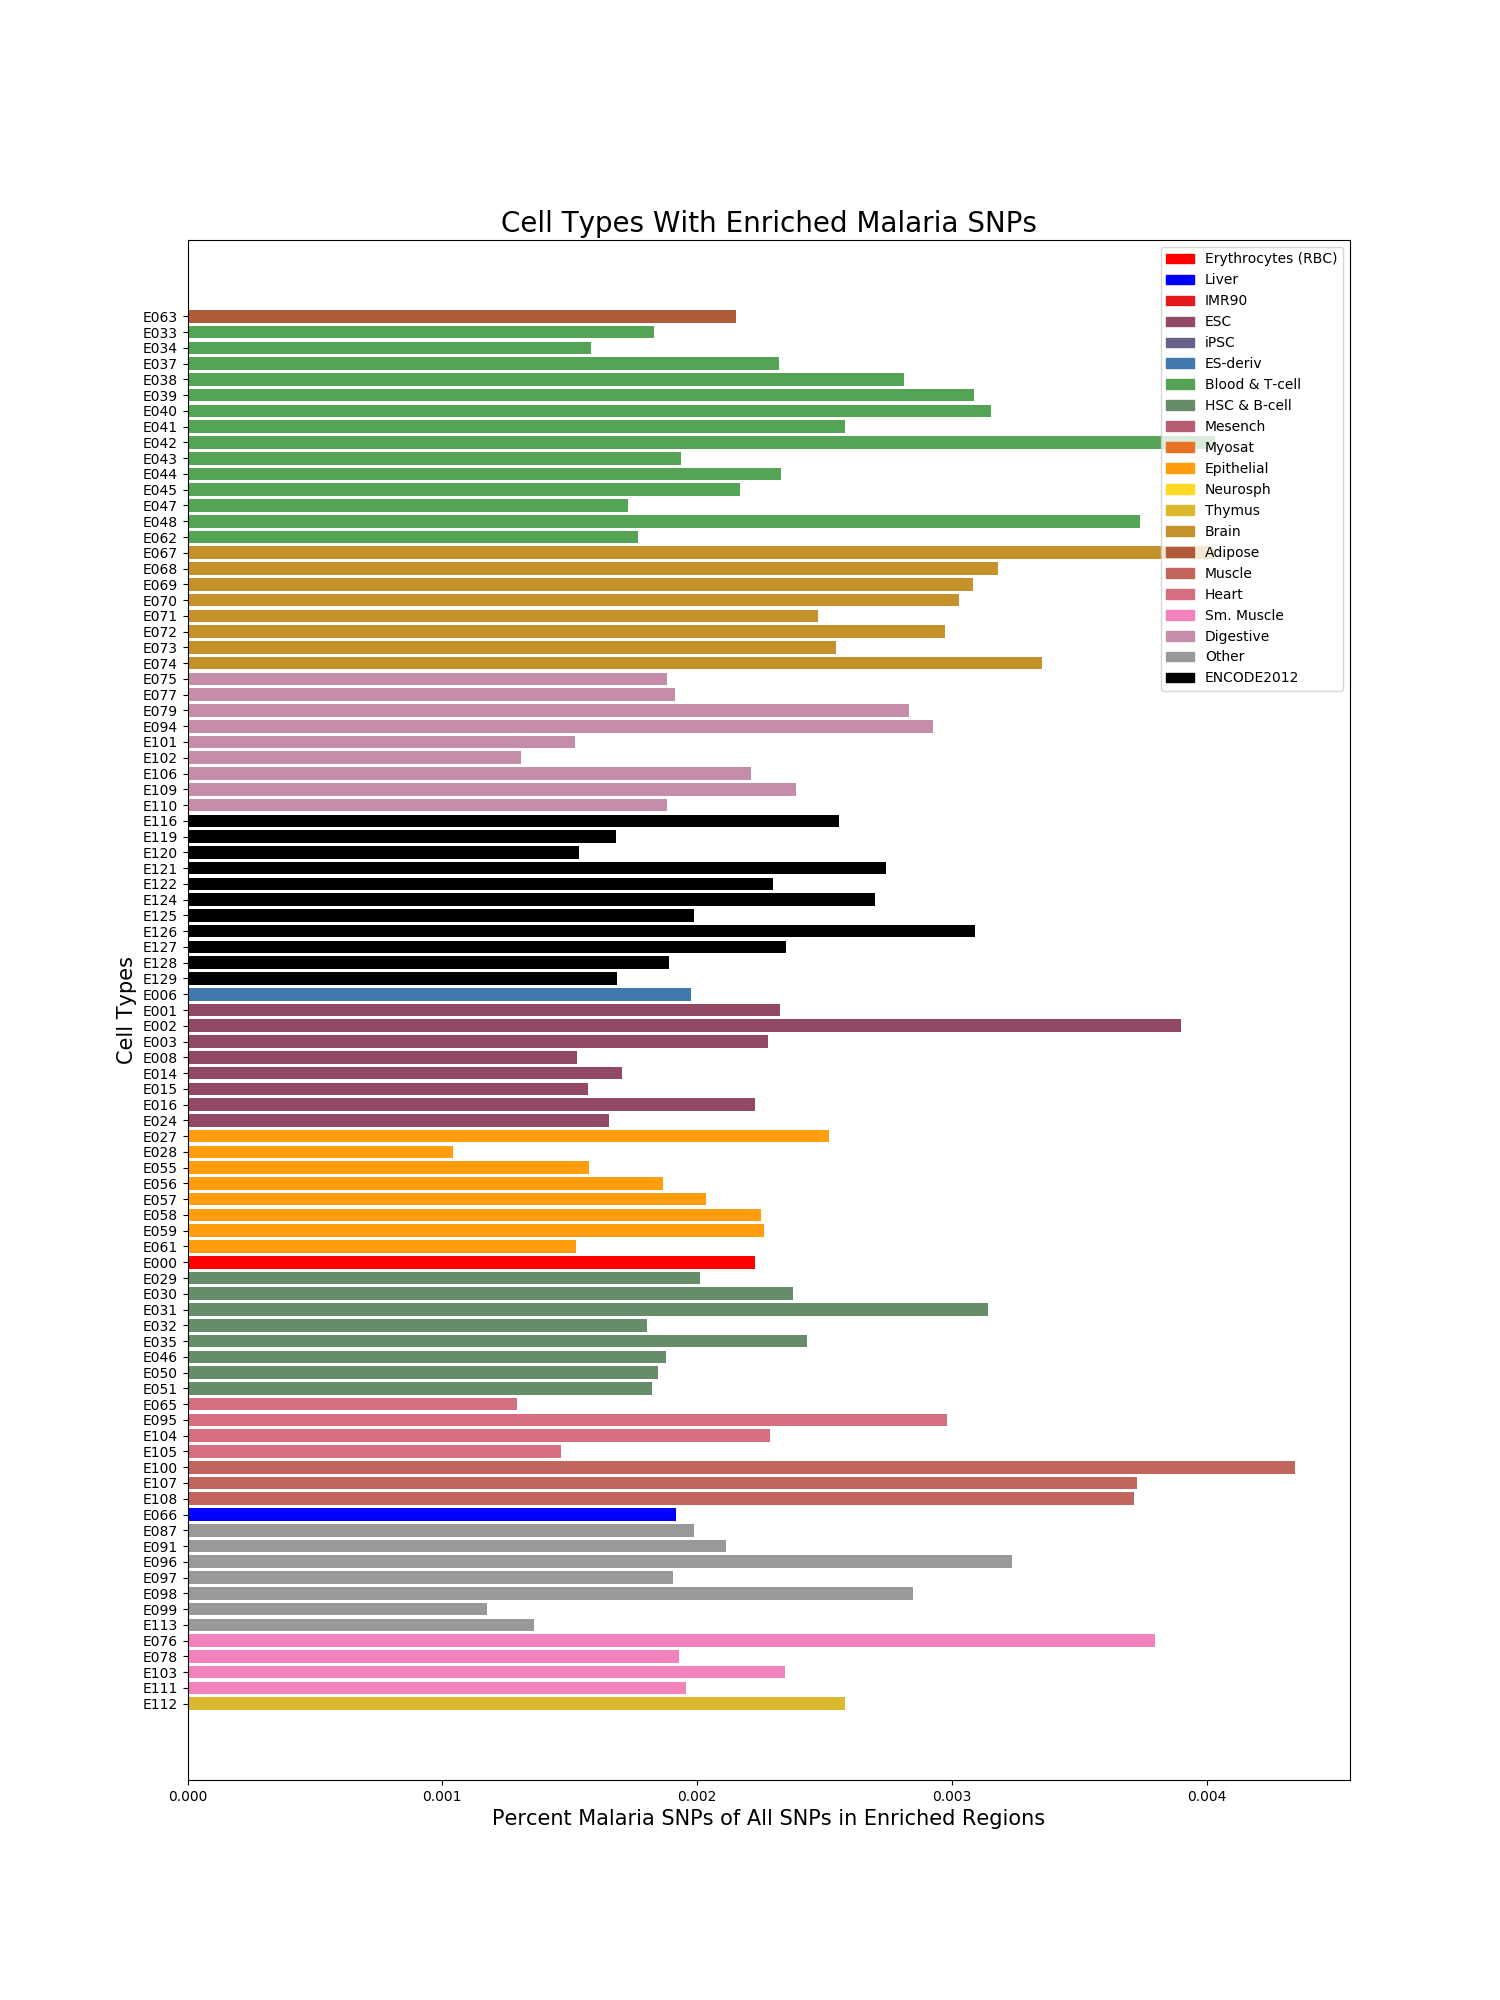 Cell Types With Enriched Malaria SNPs
Erythrocytes (RBC)
Liver
IMR90
ESC
iPSC
ES-deriv
Blood & T-cell
HSC & B-cell
Mesench
Myosat
Epithelial
Neurosph
Thymus
Brain
Adipose
Muscle
Heart
Sm. Muscle
Digestive
Other
ENCODE2012
E063
E033
E034
E037
E038
E039
E040
E041
E042
E043
E044
E045
E047
E048
E062
E067
E068
E069
E070
E071
E072
E073
E074
E075
E077
E079
E094
E101
E102
E106
E109
E110
E116
E119
E120
E121
E122
E124
E125
E126
E127
E128
E129
E006
E001
E002
E003
E008
E014
E015
E016
E024
E027
E028
E055
E056
E057
E058
E059
E061
E000
E029
E030
E031
E032
E035
E046
E050
E051
E065
E095
E104
E105
E100
E107
E108
E066
E087
E091
E096
E097
E098
E099
E113
E076
E078
E103
E111
E112
Cell Types
0.000 0.001 0.002 0.003 0.004
Percent Malaria SNPs of All SNPs in Enriched Regions